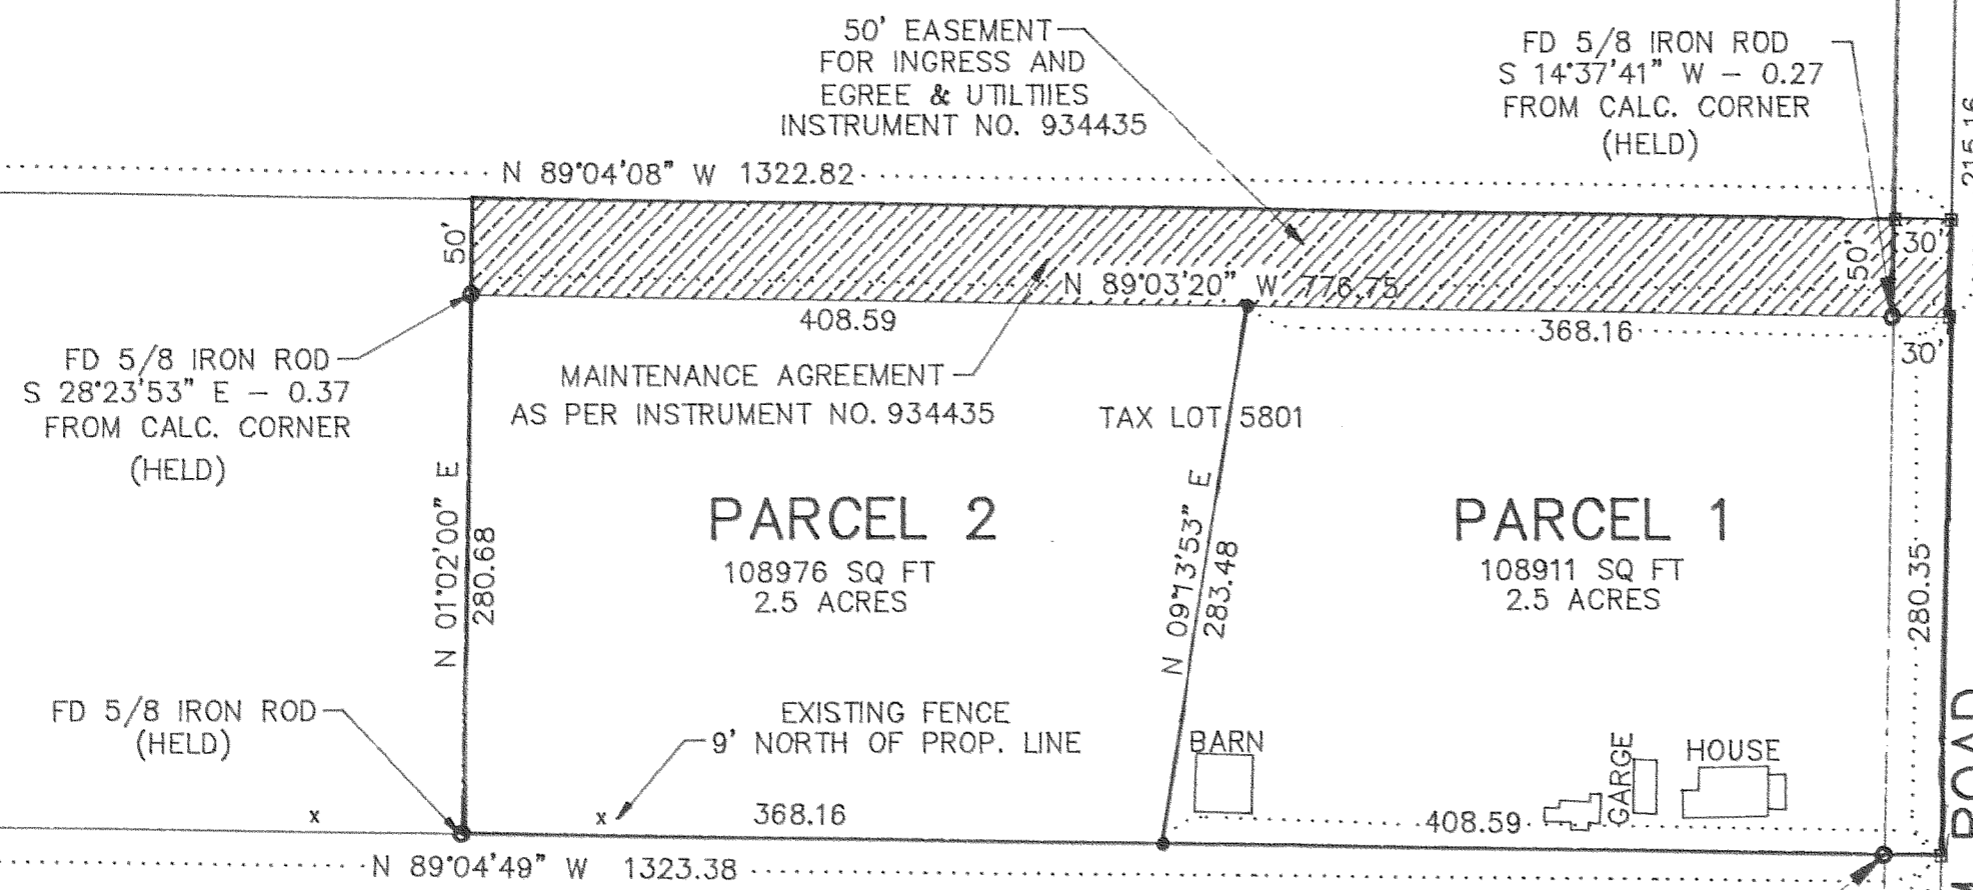 50' EASEMENT
FOR INGRESS AND
EGREE & UTILTIIES
INSTRUMENT NO. 934435
FD 5/8 IRON ROD
S 14°37'41" W – 0.27
FROM CALC. CORNER
(HELD)
215.16
N 89°04'08" W 1322.82
50'
N 89°03'20" W 776.75
50'
30'
408.59
368.16
30'
FD 5/8 IRON ROD
S 28°23'53" E – 0.37
FROM CALC. CORNER
(HELD)
MAINTENANCE AGREEMENT
AS PER INSTRUMENT NO. 934435
TAX LOT 5801
N 01°02'00" E
280.68
PARCEL 2
108976 SQ FT
2.5 ACRES
N 09°13'53" E
283.48
PARCEL 1
108911 SQ FT
2.5 ACRES
280.35
FD 5/8 IRON ROD
(HELD)
EXISTING FENCE
9' NORTH OF PROP. LINE
BARN
GARGE
HOUSE
ROAD
x
x
368.16
408.59
N 89°04'49" W 1323.38